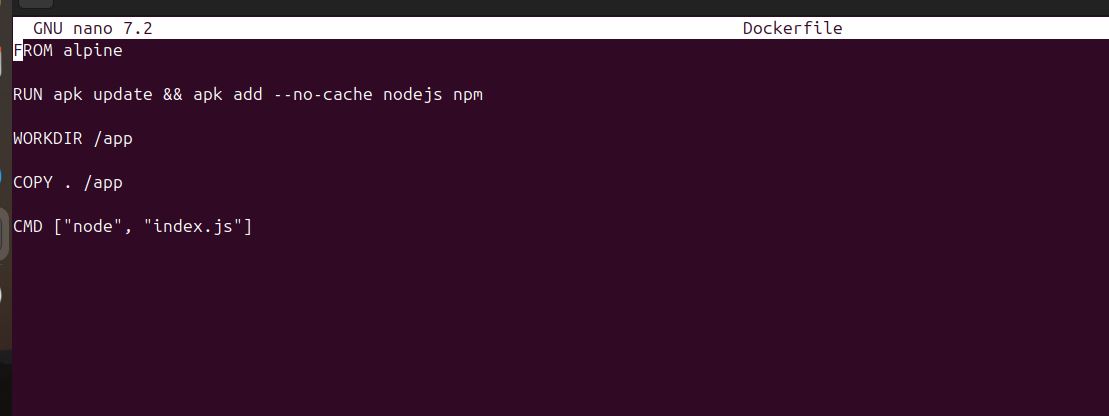 GNU nano 7.2 Dockerfile
FROM alpine
RUN apk update && apk add --no-cache nodejs npm
WORKDIR /app
COPY . /app
CMD ["node", "index.js"]